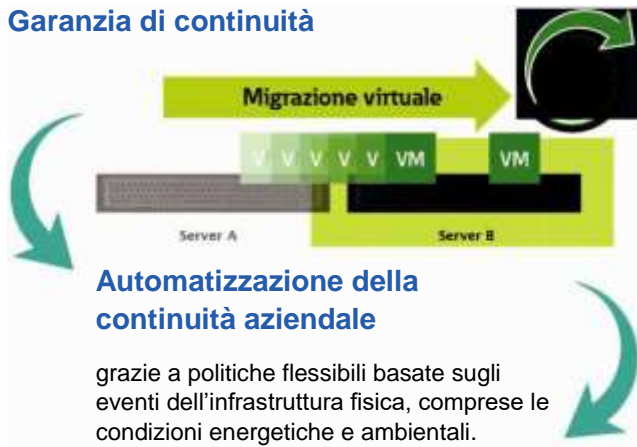 Garanzia di continuità
Migrazione virtuale
V V V V V VM VM
Server A
Server B
Automatizzazione della
continuità aziendale
grazie a politiche flessibili basate sugli
eventi dell'infrastruttura fisica, comprese le
condizioni energetiche e ambientali.